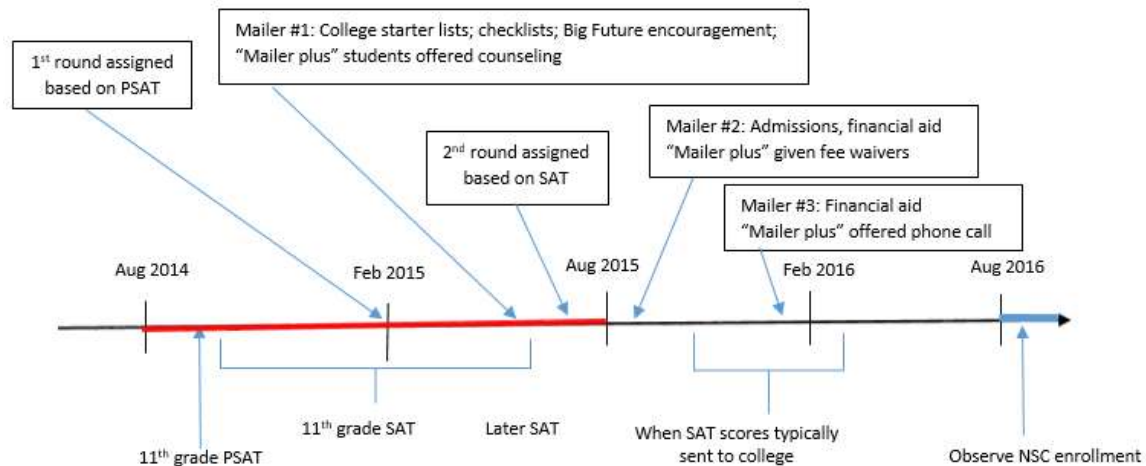 Mailer #1: College starter lists; checklists; Big Future encouragement;
“Mailer plus” students offered counseling
1st round assigned
based on PSAT
Mailer #2: Admissions, financial aid
“Mailer plus” given fee waivers
2nd round assigned
based on SAT
Mailer #3: Financial aid
“Mailer plus” offered phone call
Aug 2014
Feb 2015
Aug 2015
Feb 2016
Aug 2016
11th grade PSAT
11th grade SAT
Later SAT
When SAT scores typically
sent to college
Observe NSC enrollment